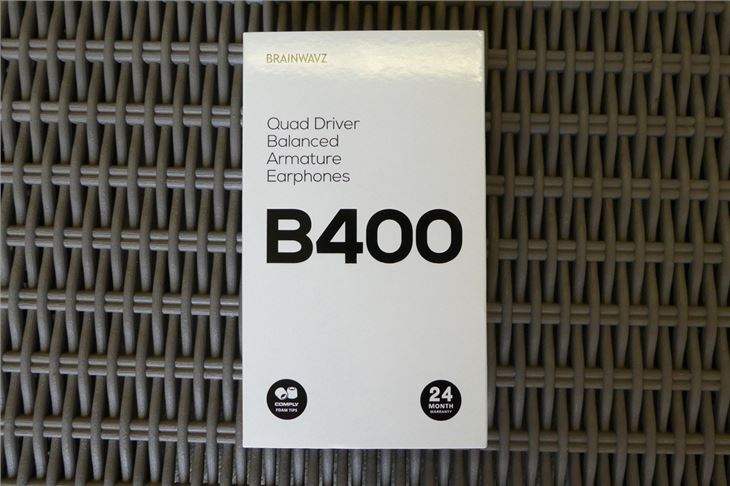 BRAINWAVZ
Quad Driver
Balanced
Armature
Earphones
B400
COMPLY
FOAM TIPS
24
MONTH
WARRANTY